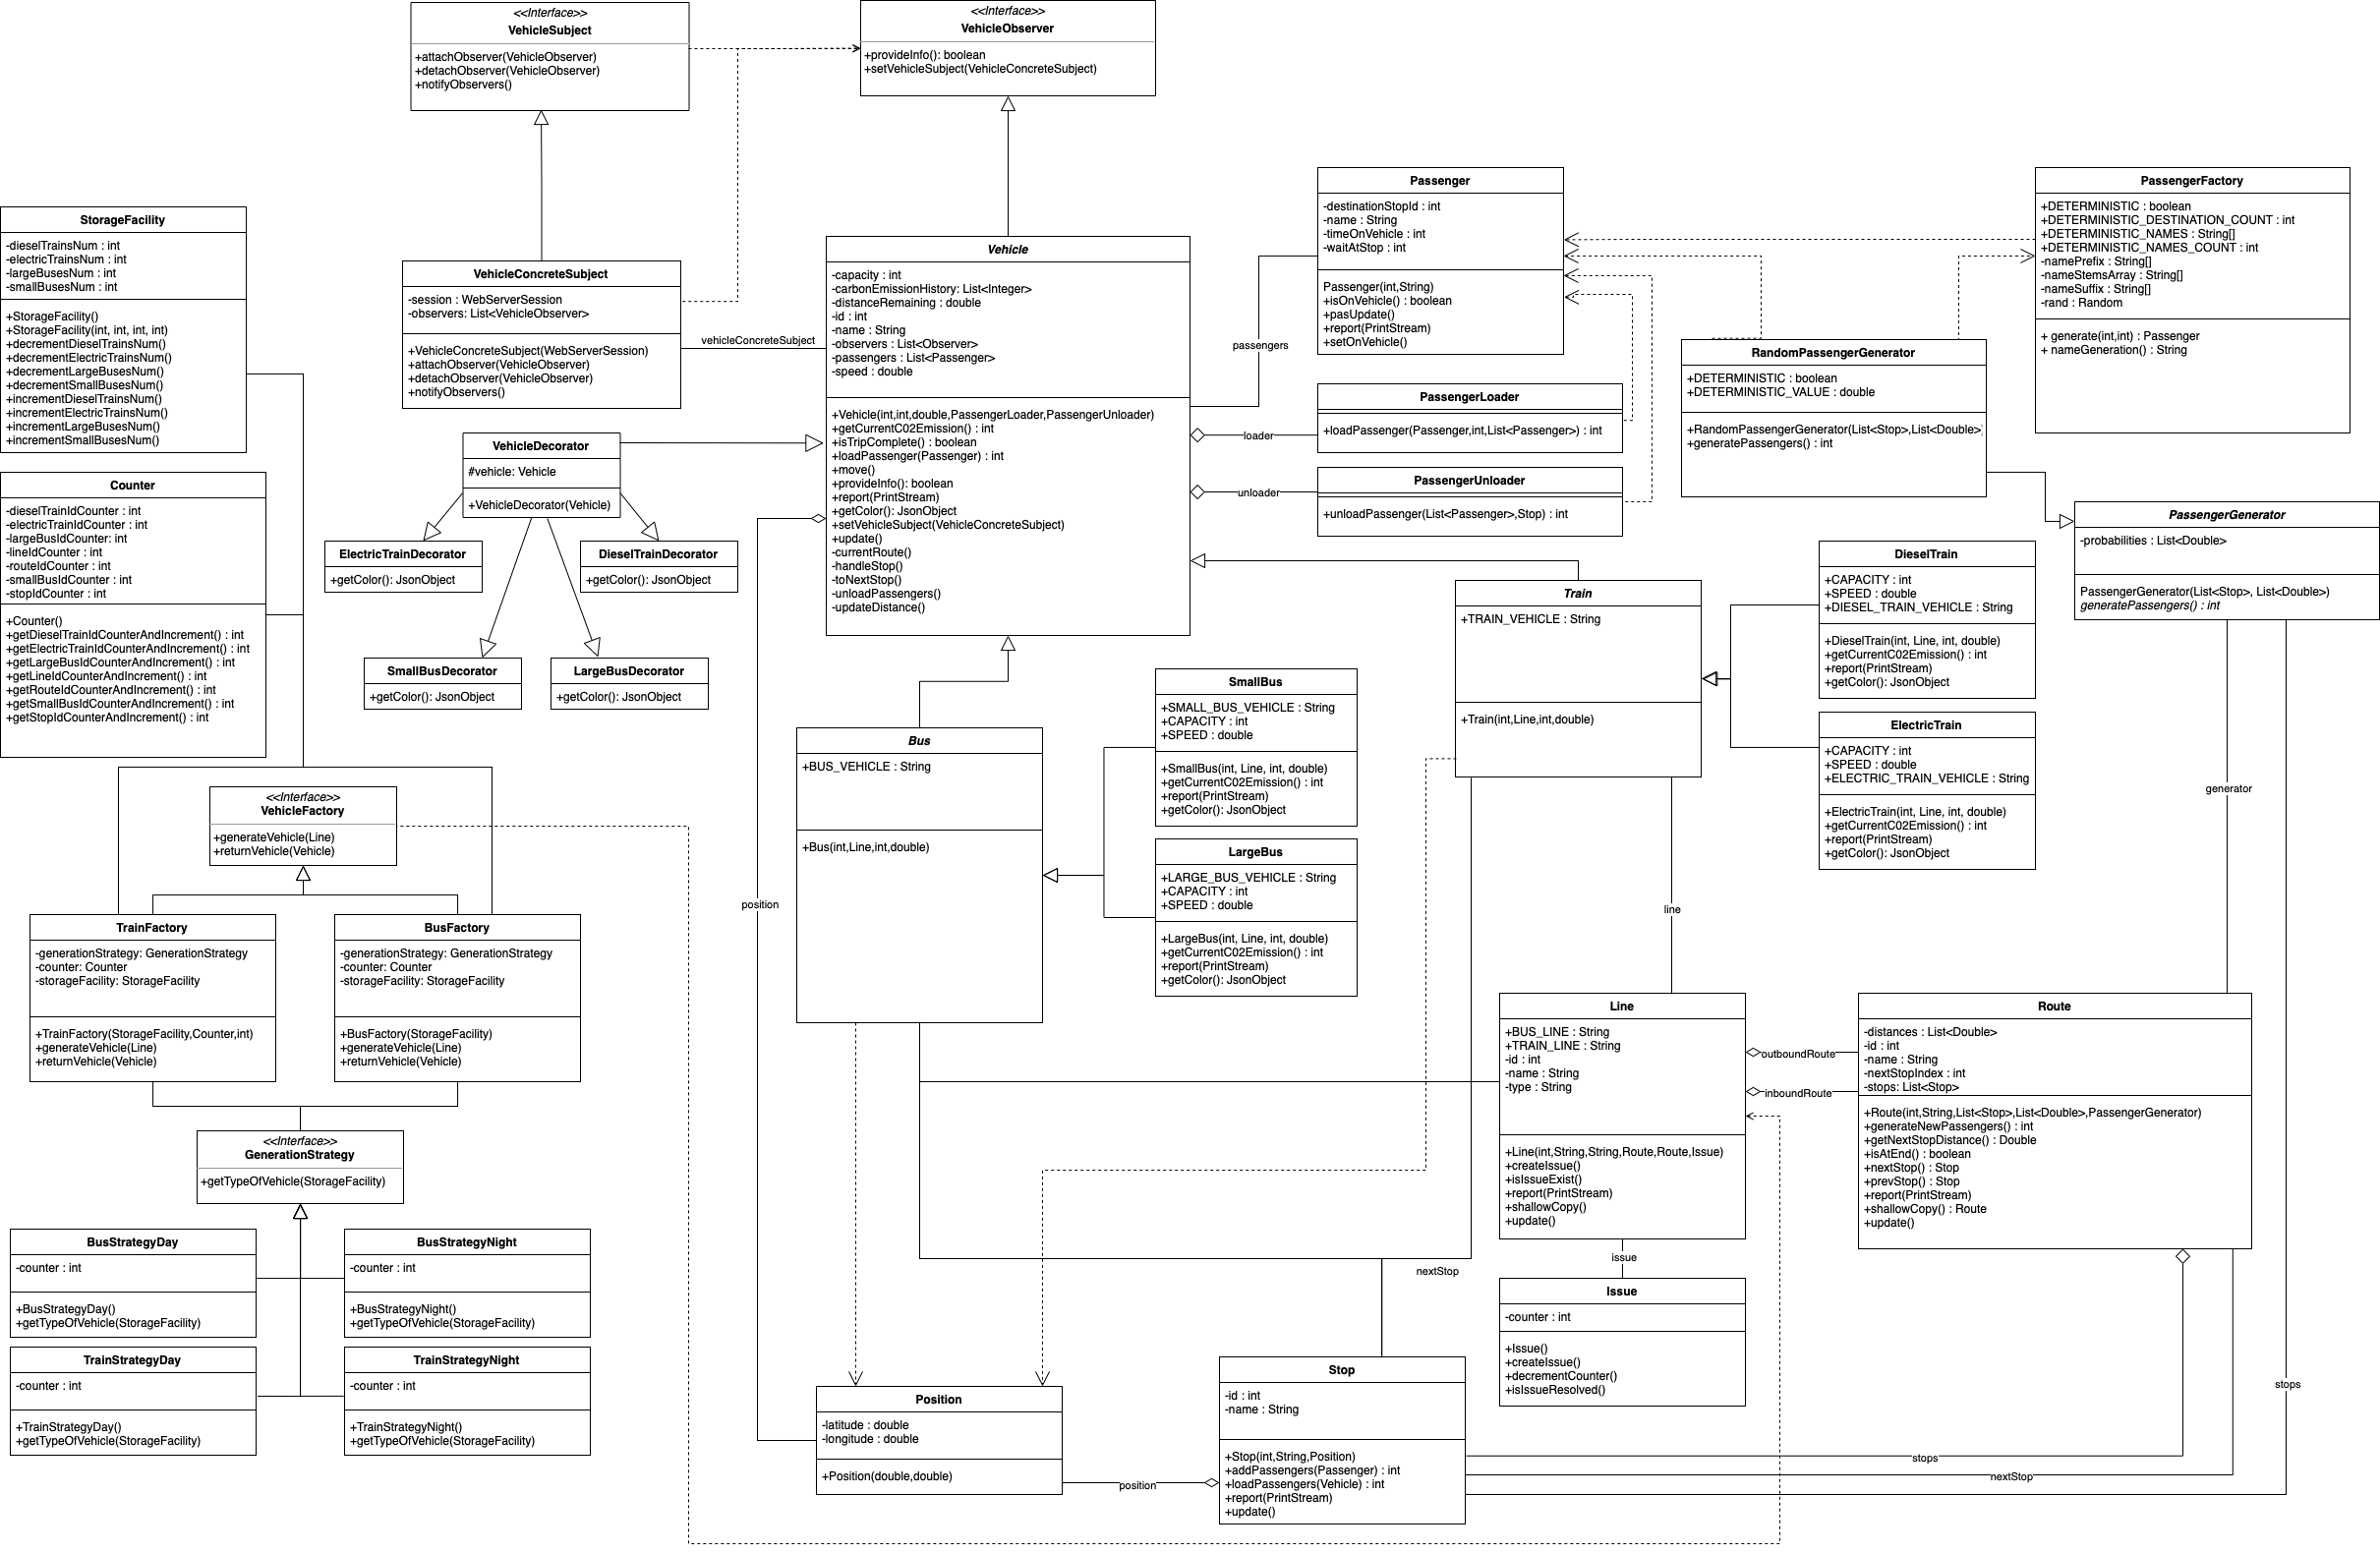 <<Interface>>
VehicleSubject
+attachObserver(VehicleObserver)
+detachObserver(VehicleObserver)
+notifyObservers()
<<Interface>>
VehicleObserver
+provideInfo(): boolean
+setVehicleSubject(VehicleConcreteSubject)
StorageFacility
-dieselTrainsNum : int
-electricTrainsNum : int
-largeBusesNum : int
-smallBusesNum : int
+StorageFacility()
+StorageFacility(int, int, int, int)
+decrementDieselTrainsNum()
+decrementElectricTrainsNum()
+decrementLargeBusesNum()
+decrementSmallBusNum()
+incrementDieselTrainsNum()
+incrementElectricTrainsNum()
+incrementLargeBusesNum()
+incrementSmallBusesNum()
VehicleConcreteSubject
-session : WebServerSession
-observers: List<VehicleObserver>
+VehicleConcreteSubject(WebServerSession)
+attachObserver(VehicleObserver)
+detachObserver(VehicleObserver)
+notifyObservers()
vehicleConcreteSubject
Vehicle
-capacity : int
-carbonEmissionHistory: List<Integer>
-distanceRemaining : double
-id : int
-name : String
-observers : List<Observer>
-passengers : List<Passenger>
-speed : double
+Vehicle(int,int,double,PassengerLoader,PassengerUnloader)
+getCurrentC02Emission() : int
+isTripComplete() : boolean
+loadPassenger(Passenger) : int
+move()
+provideInfo(): boolean
+report(PrintStream)
+getColor(): JsonObject
+setVehicleSubject(VehicleConcreteSubject)
+update()
-currentRoute()
-handleStop()
-toNextStop()
-unloadPassengers()
-updateDistance()
passengers
loader
unloader
Passenger
-destinationStopId : int
-name : String
-timeOnVehicle : int
-waitAtStop : int
Passenger(int,String)
+isOnVehicle() : boolean
+pasUpdate()
+report(PrintStream)
+setOnVehicle()
PassengerLoader
+loadPassenger(Passenger,int,List<Passenger>) : int
PassengerUnloader
+unloadPassenger(List<Passenger>,Stop) : int
RandomPassengerGenerator
+DETERMINISTIC : boolean
+DETERMINISTIC_VALUE : double
+RandomPassengerGenerator(List<Stop>,List<Double>)
+generatePassengers() : int
PassengerFactory
+DETERMINISTIC : boolean
+DETERMINISTIC_DESTINATION_COUNT : int
+DETERMINISTIC_NAMES : String[]
+DETERMINISTIC_NAMES_COUNT : int
-namePrefix : String[]
-nameStemsArray : String[]
-nameSuffix : String[]
-rand : Random
+ generate(int,int) : Passenger
+ nameGeneration() : String
PassengerGenerator
-probabilities : List<Double>
PassengerGenerator(List<Stop>, List<Double>)
generatePassengers() : int
VehicleDecorator
#vehicle: Vehicle
+VehicleDecorator(Vehicle)
ElectricTrainDecorator
+getColor(): JsonObject
DieselTrainDecorator
+getColor(): JsonObject
SmallBusDecorator
+getColor(): JsonObject
LargeBusDecorator
+getColor(): JsonObject
Counter
-dieselTrainIdCounter : int
-electricTrainIdCounter : int
-largeBusIdCounter: int
-lineIdCounter : int
-routeIdCounter : int
-smallBusIdCounter : int
-stopIdCounter : int
+Counter()
+getDieselTrainIdCounterAndIncrement() : int
+getElectricTrainIdCounterAndIncrement() : int
+getLargeBusIdCounterAndIncrement() : int
+getLineIdCounterAndIncrement() : int
+getRouteIdCounterAndIncrement() : int
+getSmallBusIdCounterAndIncrement() : int
+getStopIdCounterAndIncrement() : int
Train
+TRAIN_VEHICLE : String
+Train(int,Line,int,double)
DieselTrain
+CAPACITY : int
+SPEED : double
+DIESEL_TRAIN_VEHICLE : String
+DieselTrain(int, Line, int, double)
+getCurrentC02Emission() : int
+report(PrintStream)
+getColor(): JsonObject
ElectricTrain
+CAPACITY : int
+SPEED : double
+ELECTRIC_TRAIN_VEHICLE : String
+ElectricTrain(int, Line, int, double)
+getCurrentC02Emission() : int
+report(PrintStream)
+getColor(): JsonObject
Bus
+BUS_VEHICLE : String
+Bus(int,Line,int,double)
SmallBus
+SMALL_BUS_VEHICLE : String
+CAPACITY : int
+SPEED : double
+SmallBus(int, Line, int, double)
+getCurrentC02Emission() : int
+report(PrintStream)
+getColor(): JsonObject
LargeBus
+LARGE_BUS_VEHICLE : String
+CAPACITY : int
+SPEED : double
+LargeBus(int, Line, int, double)
+getCurrentC02Emission() : int
+report(PrintStream)
+getColor(): JsonObject
generator
position
line
<<Interface>>
VehicleFactory
+generateVehicle(Line)
+returnVehicle(Vehicle)
TrainFactory
-generationStrategy: GenerationStrategy
-counter: Counter
-storageFacility: StorageFacility
+TrainFactory(StorageFacility,Counter,int)
+generateVehicle(Line)
+returnVehicle(Vehicle)
BusFactory
-generationStrategy: GenerationStrategy
-counter: Counter
-storageFacility: StorageFacility
+BusFactory(StorageFacility)
+generateVehicle(Line)
+returnVehicle(Vehicle)
<<Interface>>
GenerationStrategy
+getTypeOfVehicle(StorageFacility)
BusStrategyDay
-counter : int
+BusStrategyDay()
+getTypeOfVehicle(StorageFacility)
BusStrategyNight
-counter : int
+BusStrategyNight()
+getTypeOfVehicle(StorageFacility)
TrainStrategyDay
-counter : int
+TrainStrategyDay()
+getTypeOfVehicle(StorageFacility)
TrainStrategyNight
-counter : int
+TrainStrategyNight()
+getTypeOfVehicle(StorageFacility)
Line
+BUS_LINE : String
+TRAIN_LINE : String
-id : int
-name : String
-type : String
+Line(int,String,String,Route,Route,Issue)
+createIssue()
+isIssueExist()
+report(PrintStream)
+shallowCopy()
+update()
outboundRoute
inboundRoute
Route
-distances : List<Double>
-id : int
-name : String
-nextStopIndex : int
-stops: List<Stop>
+Route(int,String,List<Stop>,List<Double>,PassengerGenerator)
+generateNewPassengers() : int
+getNextStopDistance() : Double
+isAtEnd() : boolean
+nextStop() : Stop
+prevStop() : Stop
+report(PrintStream)
+shallowCopy() : Route
+update()
issue
nextStop
Issue
-counter : int
+Issue()
+createIssue()
+decrementCounter()
+isIssueResolved()
Position
-latitude : double
-longitude : double
+Position(double,double)
position
Stop
-id : int
-name : String
+Stop(int,String,Position)
+addPassengers(Passenger) : int
+loadPassengers(Vehicle) : int
+report(PrintStream)
+update()
stops
stops
nextStop